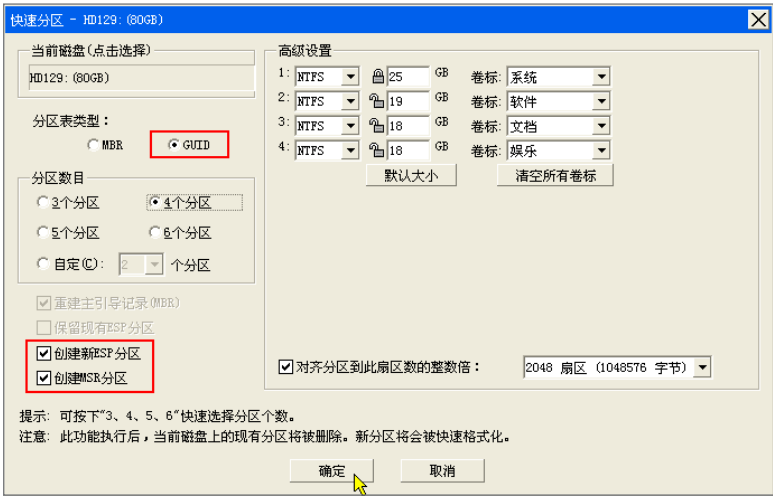 快速分区 - HD129: (80GB)
当前磁盘(点击选择)
HD129: (80GB)
分区表类型：
MBR GUID
分区数目
3个分区 4个分区
5个分区 6个分区
自定(C): 2 个分区
重建主引导记录(MBR)
保留现有ESP分区
创建新ESP分区
创建MSR分区
高级设置
1: NTFS 25 GB 卷标: 系统
2: NTFS 19 GB 卷标: 软件
3: NTFS 18 GB 卷标: 文档
4: NTFS 18 GB 卷标: 娱乐
默认大小 清空所有卷标
对齐分区到此扇区数的整数倍： 2048 扇区 (1048576 字节)
提示: 可按下"3、4、5、6"快速选择分区个数。
注意: 此功能执行后，当前磁盘上的现有分区将被删除。新分区将会被快速格式化。
确定 取消